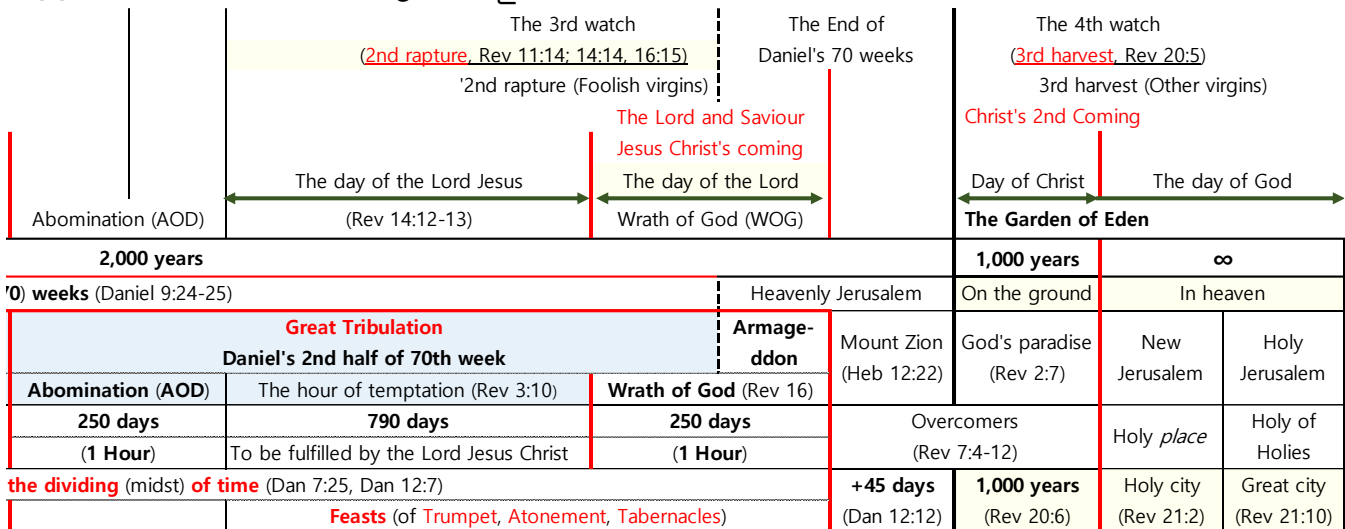 The 3rd watch
The End of
The 4th watch
(2nd rapture, Rev 11:14; 14:14, 16:15)
Daniel's 70 weeks
(3rd harvest, Rev 20:5)
'2nd rapture (Foolish virgins)
3rd harvest (Other virgins)
The Lord and Saviour
Christ's 2nd Coming
Jesus Christ's coming
The day of the Lord Jesus
The day of the Lord
Day of Christ
The day of God
Abomination (AOD)
(Rev 14:12-13)
Wrath of God (WOG)
The Garden of Eden
2,000 years
1,000 years
∞
70) weeks (Daniel 9:24-25)
Heavenly Jerusalem
On the ground
In heaven
Great Tribulation
Daniel's 2nd half of 70th week
Armage-
ddon
Mount Zion
(Heb 12:22)
God's paradise
(Rev 2:7)
New
Jerusalem
Holy
Jerusalem
Abomination (AOD)
The hour of temptation (Rev 3:10)
Wrath of God (Rev 16)
250 days
790 days
250 days
Overcomers
(Rev 7:4-12)
Holy place
Holy of
Holies
(1 Hour)
To be fulfilled by the Lord Jesus Christ
(1 Hour)
the dividing (midst) of time (Dan 7:25, Dan 12:7)
+45 days
1,000 years
Holy city
Great city
Feasts (of Trumpet, Atonement, Tabernacles)
(Dan 12:12)
(Rev 20:6)
(Rev 21:2)
(Rev 21:10)